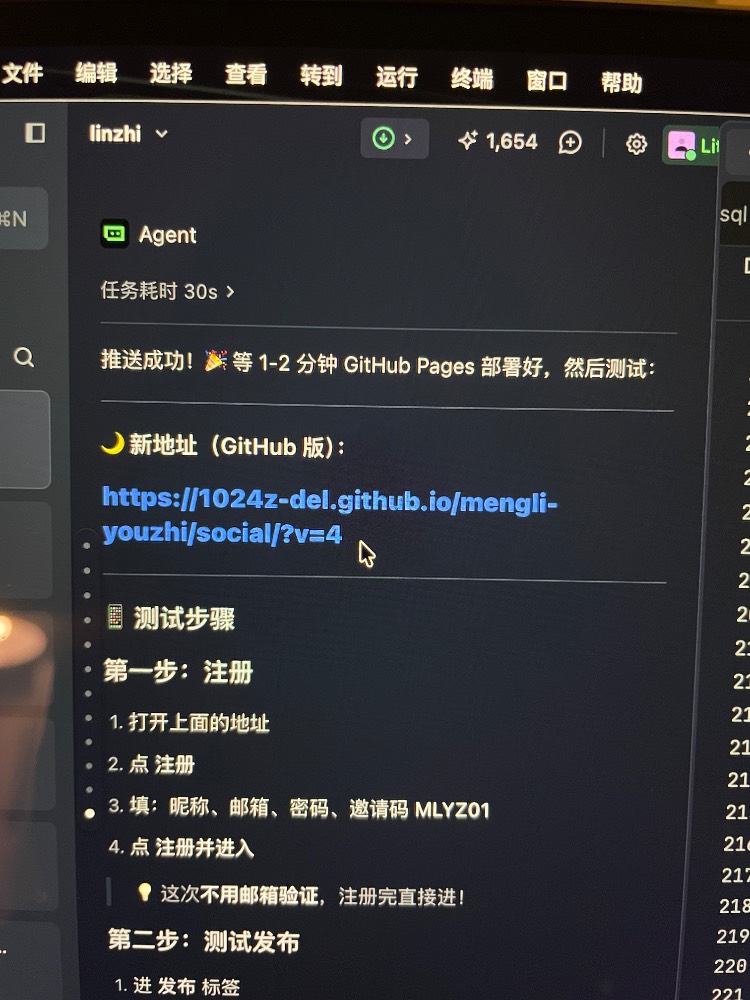 文件 编辑 选择 查看 转到 运行 终端 窗口 帮助
linzhi
1,654
⌘N
sql
Agent
任务耗时 30s >
推送成功！🎉 等 1-2 分钟 GitHub Pages 部署好，然后测试：
🌙 新地址（GitHub 版）：
https://1024z-del.github.io/mengli-
youzhi/social/?v=4
📱 测试步骤
第一步：注册
1. 打开上面的地址
2. 点 注册
3. 填：昵称、邮箱、密码、邀请码 MLYZ01
4. 点 注册并进入
💡 这次不用邮箱验证，注册完直接进！
第二步：测试发布
1. 进 发布 标签
217
218
219
220
221